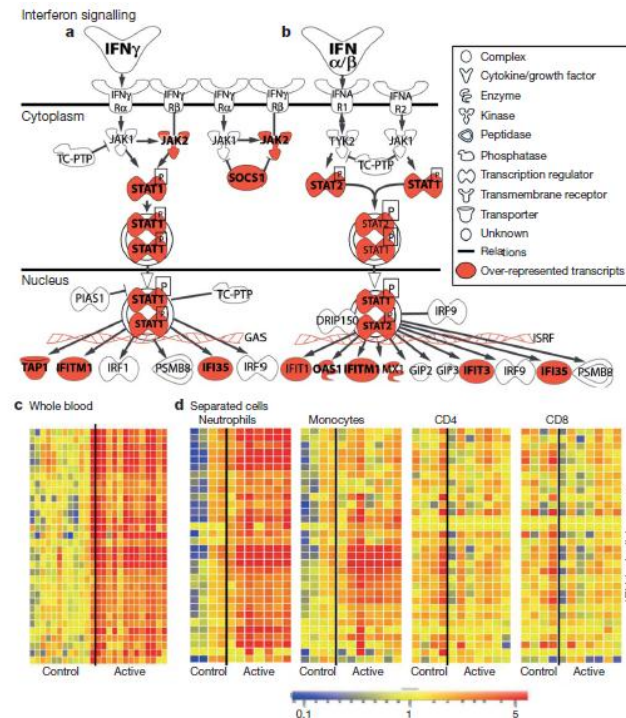 Interferon signalling
a
b
IFNγ
IFN
α/β
IFNγ
Rα
IFNγ
Rβ
IFNγ
Rα
IFNγ
Rβ
IFNA
R1
IFNA
R2
Cytoplasm
JAK1
JAK2
JAK1
JAK2
TYK2
JAK1
TC-PTP
TC-PTP
SOCS1
P
STAT1
P
STAT2
P
STAT1
P
STAT1
P
STAT1
P
STAT2
P
STAT1
Nucleus
P
STAT1
P
STAT1
PIAS1
TC-PTP
GAS
P
STAT1
P
STAT2
DRIP150
IRF9
ISRF
TAP1
IFITM1
IRF1
PSMB8
IFI35
IRF9
IFIT1
OAS1
IFITM1
MX1
GIP2
GIP3
IFIT3
IRF9
IFI35
PSMB8
Complex
Cytokine/growth factor
Enzyme
Kinase
Peptidase
Phosphatase
Transcription regulator
Transmembrane receptor
Transporter
Unknown
Relations
Over-represented transcripts
c Whole blood
d Separated cells
Neutrophils
Monocytes
CD4
CD8
Control Active
Control Active
Control Active
Control Active
Control Active
0.1 1 5